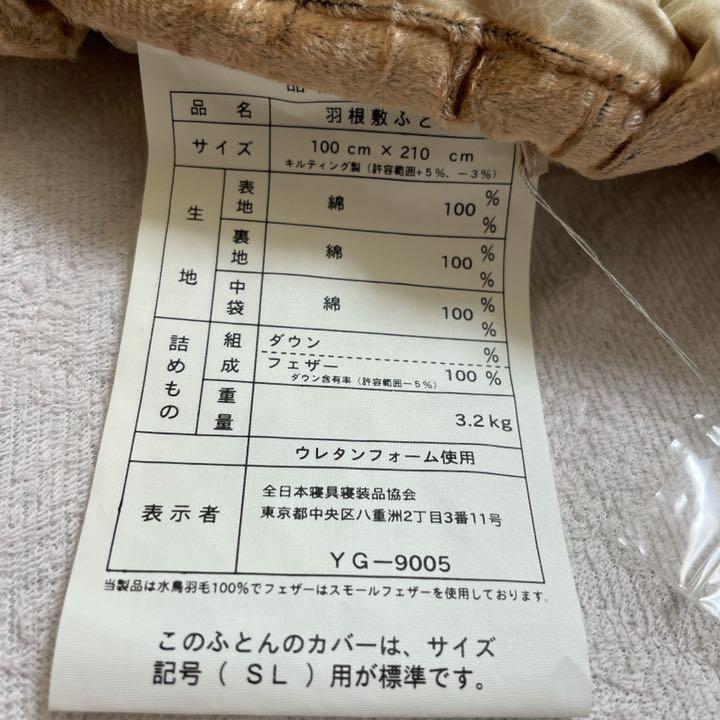 品 名 羽根敷ふと
サイズ 100 cm × 210 cm
キルティング製(許容範囲+5%、-3%)
生地 表地 綿 100 %
%
裏地 綿 100 %
%
中袋 綿 100 %
%
詰めもの 組成 ダウン %
フェザー 100 %
ダウン含有率(許容範囲-5%)
重量 3.2kg
ウレタンフォーム使用
表示者 全日本寝具寝装品協会
東京都中央区八重洲2丁目3番11号
YG-9005
当製品は水鳥羽毛100%でフェザーはスモールフェザーを使用しております.
このふとんのカバーは、サイズ
記号( SL )用が標準です。